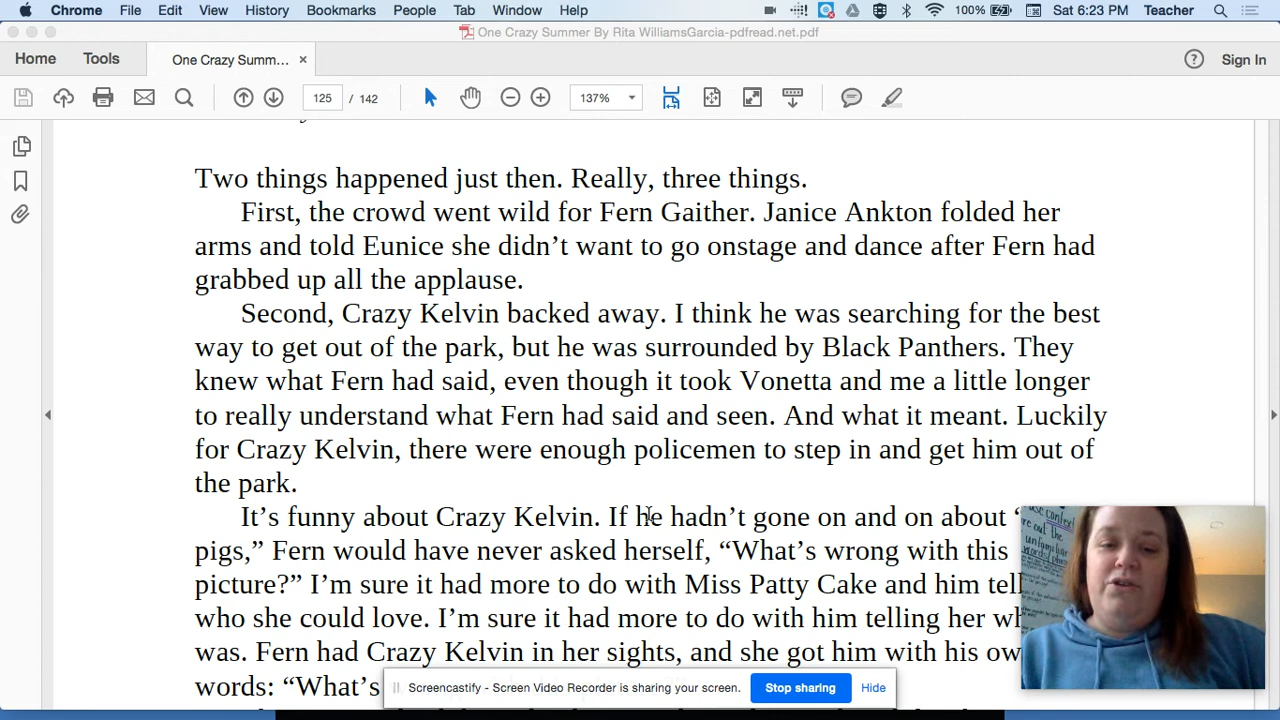 Chrome File Edit View History Bookmarks People Tab Window Help 100% Sat 6:23 PM Teacher
One Crazy Summer By Rita WilliamsGarcia-pdfread.net.pdf
Home Tools One Crazy Summ... × Sign In
125 / 142 137%
Two things happened just then. Really, three things.
First, the crowd went wild for Fern Gaither. Janice Ankton folded her
arms and told Eunice she didn’t want to go onstage and dance after Fern had
grabbed up all the applause.
Second, Crazy Kelvin backed away. I think he was searching for the best
way to get out of the park, but he was surrounded by Black Panthers. They
knew what Fern had said, even though it took Vonetta and me a little longer
to really understand what Fern had said and seen. And what it meant. Luckily
for Crazy Kelvin, there were enough policemen to step in and get him out of
the park.
It’s funny about Crazy Kelvin. If he hadn’t gone on and on about “
pigs,” Fern would have never asked herself, “What’s wrong with this
picture?” I’m sure it had more to do with Miss Patty Cake and him tell
who she could love. I’m sure it had more to do with him telling her wh
was. Fern had Crazy Kelvin in her sights, and she got him with his ow
words: “What’s
Screencastify - Screen Video Recorder is sharing your screen. Stop sharing Hide